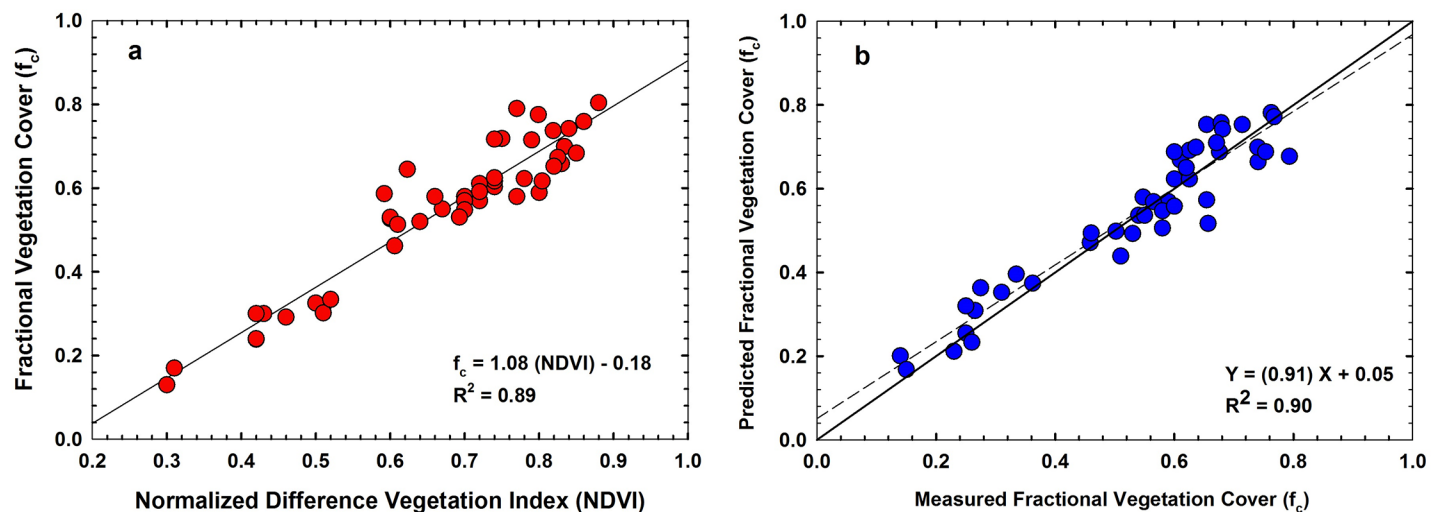 a
Fractional Vegetation Cover (fc)
1.0
0.8
0.6
0.4
0.2
0.0
fc = 1.08 (NDVI) - 0.18
R2 = 0.89
0.2 0.3 0.4 0.5 0.6 0.7 0.8 0.9 1.0
Normalized Difference Vegetation Index (NDVI)
b
Predicted Fractional Vegetation Cover (fc)
1.0
0.8
0.6
0.4
0.2
0.0
Y = (0.91) X + 0.05
R2 = 0.90
0.0 0.2 0.4 0.6 0.8 1.0
Measured Fractional Vegetation Cover (fc)